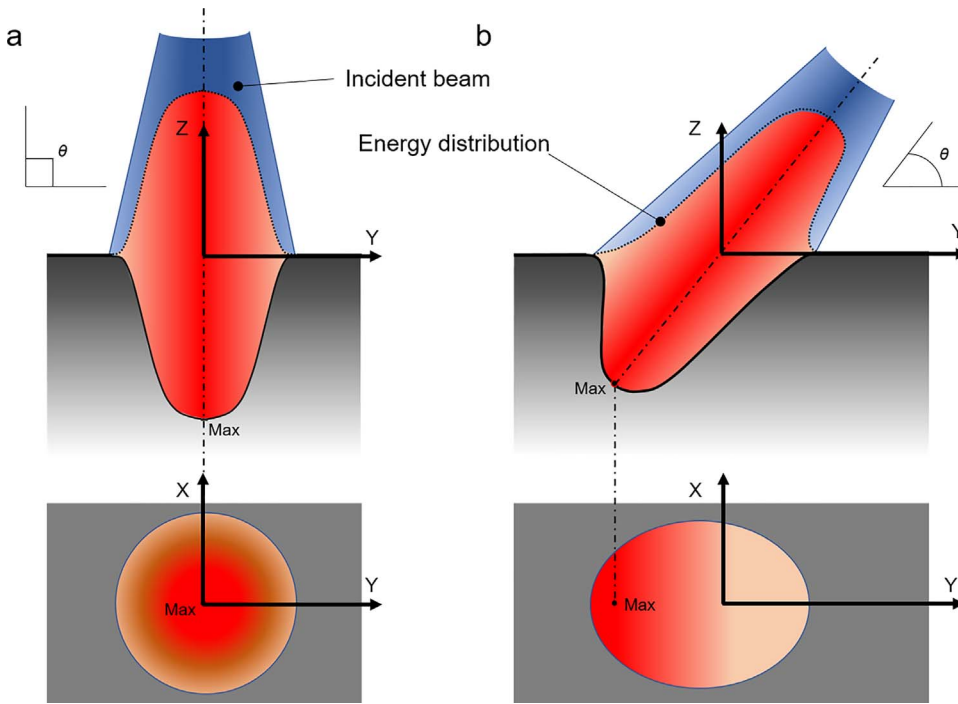 a
b
Incident beam
Energy distribution
θ
Z
Y
Max
Z
θ
Y
Max
X
Y
Max
X
Y
Max